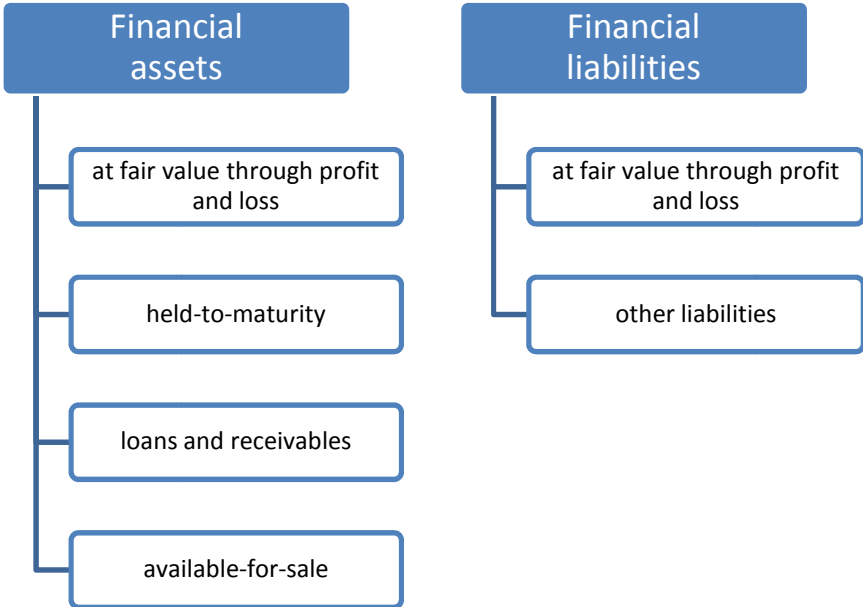 Financial
assets
at fair value through profit
and loss
held-to-maturity
loans and receivables
available-for-sale
Financial
liabilities
at fair value through profit
and loss
other liabilities